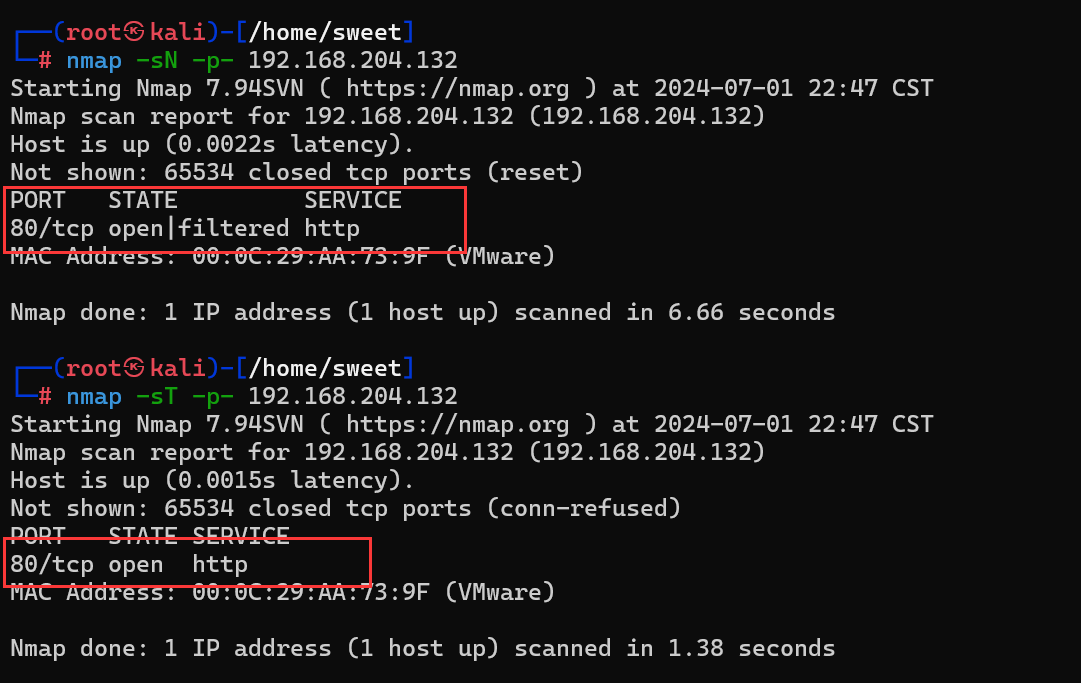 ┌──(root㉿kali)-[/home/sweet]
└─# nmap -sN -p- 192.168.204.132
Starting Nmap 7.94SVN ( https://nmap.org ) at 2024-07-01 22:47 CST
Nmap scan report for 192.168.204.132 (192.168.204.132)
Host is up (0.0022s latency).
Not shown: 65534 closed tcp ports (reset)
PORT   STATE         SERVICE
80/tcp open|filtered http
MAC Address: 00:0C:29:AA:73:9F (VMware)
Nmap done: 1 IP address (1 host up) scanned in 6.66 seconds
┌──(root㉿kali)-[/home/sweet]
└─# nmap -sT -p- 192.168.204.132
Starting Nmap 7.94SVN ( https://nmap.org ) at 2024-07-01 22:47 CST
Nmap scan report for 192.168.204.132 (192.168.204.132)
Host is up (0.0015s latency).
Not shown: 65534 closed tcp ports (conn-refused)
PORT   STATE SERVICE
80/tcp open  http
MAC Address: 00:0C:29:AA:73:9F (VMware)
Nmap done: 1 IP address (1 host up) scanned in 1.38 seconds